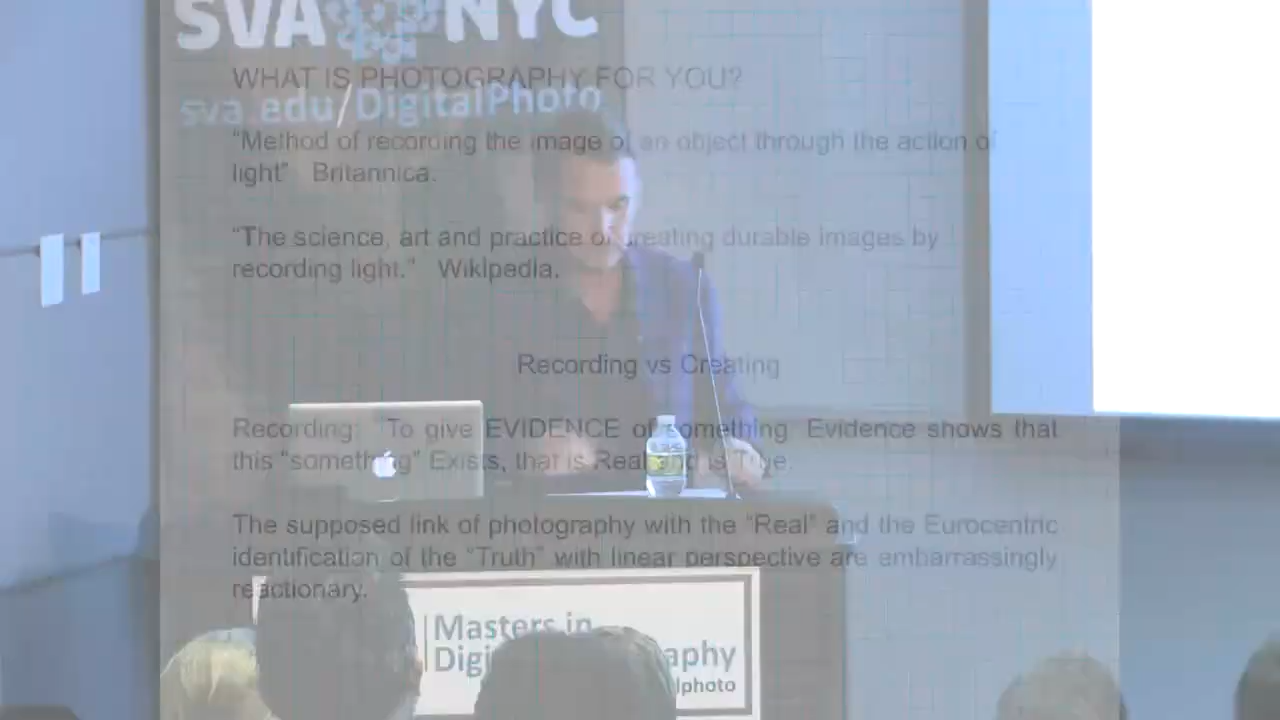 SVA NYC
WHAT IS PHOTOGRAPHY FOR YOU?
sva.edu/DigitalPhoto
"Method of recording the image of an object through the action of
light" Britannica.
"The science, art and practice of creating durable images by
recording light." Wikipedia.
Recording vs Creating
Recording: "To give EVIDENCE of something Evidence shows that
this "something" Exists, that is Real and is True.
The supposed link of photography with the "Real" and the Eurocentric
identification of the "Truth" with linear perspective are embarrassingly
reactionary.
Masters in